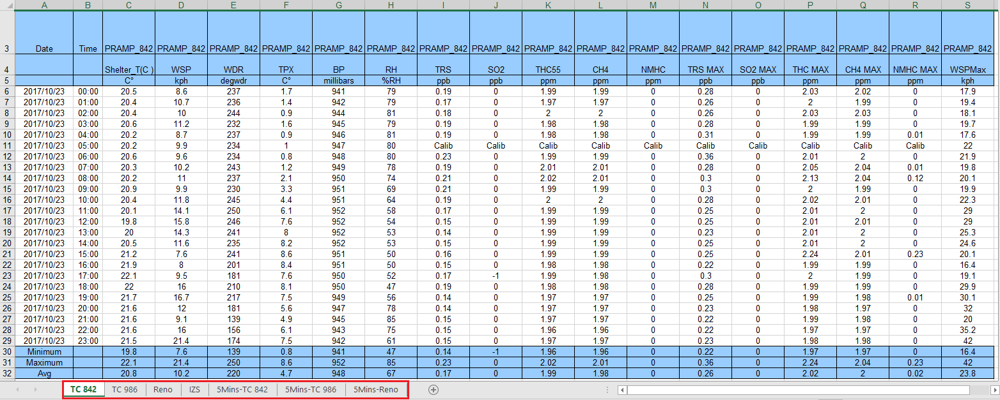 A B C D E F G H I J K L M N O P Q R S
3 Date Time PRAMP_842 PRAMP_842 PRAMP_842 PRAMP_842 PRAMP_842 PRAMP_842 PRAMP_842 PRAMP_842 PRAMP_842 PRAMP_842 PRAMP_842 PRAMP_842 PRAMP_842 PRAMP_842 PRAMP_842 PRAMP_842 PRAMP_842
4 Shelter_T(C ) WSP WDR TPX BP RH TRS SO2 THC55 CH4 NMHC TRS MAX SO2 MAX THC MAX CH4 MAX NMHC MAX WSPMax
5 C° kph degwdr C° millibars %RH ppb ppb ppm ppm ppm ppb ppb ppm ppm ppm kph
6 2017/10/23 00:00 20.5 8.6 237 1.7 941 79 0.19 0 1.99 1.99 0 0.28 0 2.03 2.02 0 17.9
7 2017/10/23 01:00 20.4 10.7 236 1.4 942 79 0.17 0 1.97 1.97 0 0.26 0 2 1.99 0 19.4
8 2017/10/23 02:00 20.4 10 244 0.9 944 81 0.18 0 2 2 0 0.26 0 2.03 2.03 0 18.1
9 2017/10/23 03:00 20.6 11.2 232 1.6 945 79 0.19 0 1.98 1.98 0 0.28 0 1.99 1.99 0 19.7
10 2017/10/23 04:00 20.2 8.7 237 0.9 946 81 0.19 0 1.98 1.98 0 0.31 0 1.99 1.99 0.01 17.6
11 2017/10/23 05:00 20.2 9.9 234 1 947 80 Calib Calib Calib Calib Calib Calib Calib Calib Calib Calib 22
12 2017/10/23 06:00 20.6 9.6 234 0.8 948 80 0.23 0 1.99 1.99 0 0.36 0 2.01 2 0 21.9
13 2017/10/23 07:00 20.3 10.2 243 1.2 949 78 0.19 0 2.01 2.01 0 0.28 0 2.05 2.04 0.01 19.8
14 2017/10/23 08:00 20.2 11 237 2.1 950 74 0.21 0 2.02 2.01 0 0.3 0 2.13 2.04 0.12 20.1
15 2017/10/23 09:00 20.9 9.9 230 3.3 951 69 0.21 0 1.99 1.99 0 0.3 0 2 1.99 0 19.9
16 2017/10/23 10:00 20.4 11.8 245 4.4 951 64 0.19 0 2 2 0 0.28 0 2.02 2.01 0 22.3
17 2017/10/23 11:00 20.1 14.1 250 6.1 952 58 0.17 0 1.99 1.99 0 0.25 0 2.01 2 0 29
18 2017/10/23 12:00 19.8 15.8 246 7.6 952 54 0.15 0 1.99 1.99 0 0.25 0 2.01 2.01 0 29
19 2017/10/23 13:00 20 14.3 241 8 952 53 0.14 0 1.99 1.99 0 0.23 0 2.01 2 0 25.3
20 2017/10/23 14:00 20.5 11.6 235 8.2 952 53 0.15 0 1.99 1.99 0 0.25 0 2.01 2 0 24.6
21 2017/10/23 15:00 21.2 7.6 241 8.6 951 50 0.16 0 1.99 1.99 0 0.25 0 2.24 2.01 0.23 20.1
22 2017/10/23 16:00 21.9 8 201 8.4 951 50 0.15 0 1.98 1.98 0 0.22 0 1.99 1.99 0 16.4
23 2017/10/23 17:00 22.1 9.5 181 7.6 950 52 0.17 -1 1.99 1.98 0 0.3 0 2 1.99 0 19.1
24 2017/10/23 18:00 22 16 210 8.1 950 47 0.19 0 1.98 1.98 0 0.28 0 1.99 1.99 0 29.9
25 2017/10/23 19:00 21.7 16.7 217 7.5 949 56 0.14 0 1.97 1.97 0 0.25 0 1.99 1.98 0.01 30.1
26 2017/10/23 20:00 21.6 12 181 5.6 947 78 0.14 0 1.97 1.97 0 0.23 0 1.98 1.97 0 32
27 2017/10/23 21:00 21.6 9.1 139 4.9 945 85 0.15 0 1.97 1.97 0 0.22 0 1.99 1.98 0 20
28 2017/10/23 22:00 21.6 16 156 6.1 943 75 0.15 0 1.96 1.96 0 0.22 0 1.97 1.97 0 35.2
29 2017/10/23 23:00 21.5 21.4 174 7.5 942 61 0.15 0 1.97 1.97 0 0.23 0 1.98 1.98 0 42
30 Minimum 19.8 7.6 139 0.8 941 47 0.14 -1 1.96 1.96 0 0.22 0 1.97 1.97 0 16.4
31 Maximum 22.1 21.4 250 8.6 952 85 0.23 0 2.02 2.01 0 0.36 0 2.24 2.04 0.23 42
32 Avg 20.8 10.2 220 4.7 948 67 0.17 0 1.99 1.98 0 0.26 0 2.02 2 0.02 23.8
TC 842 TC 986 Reno IZS 5Mins-TC 842 5Mins-TC 986 5Mins-Reno